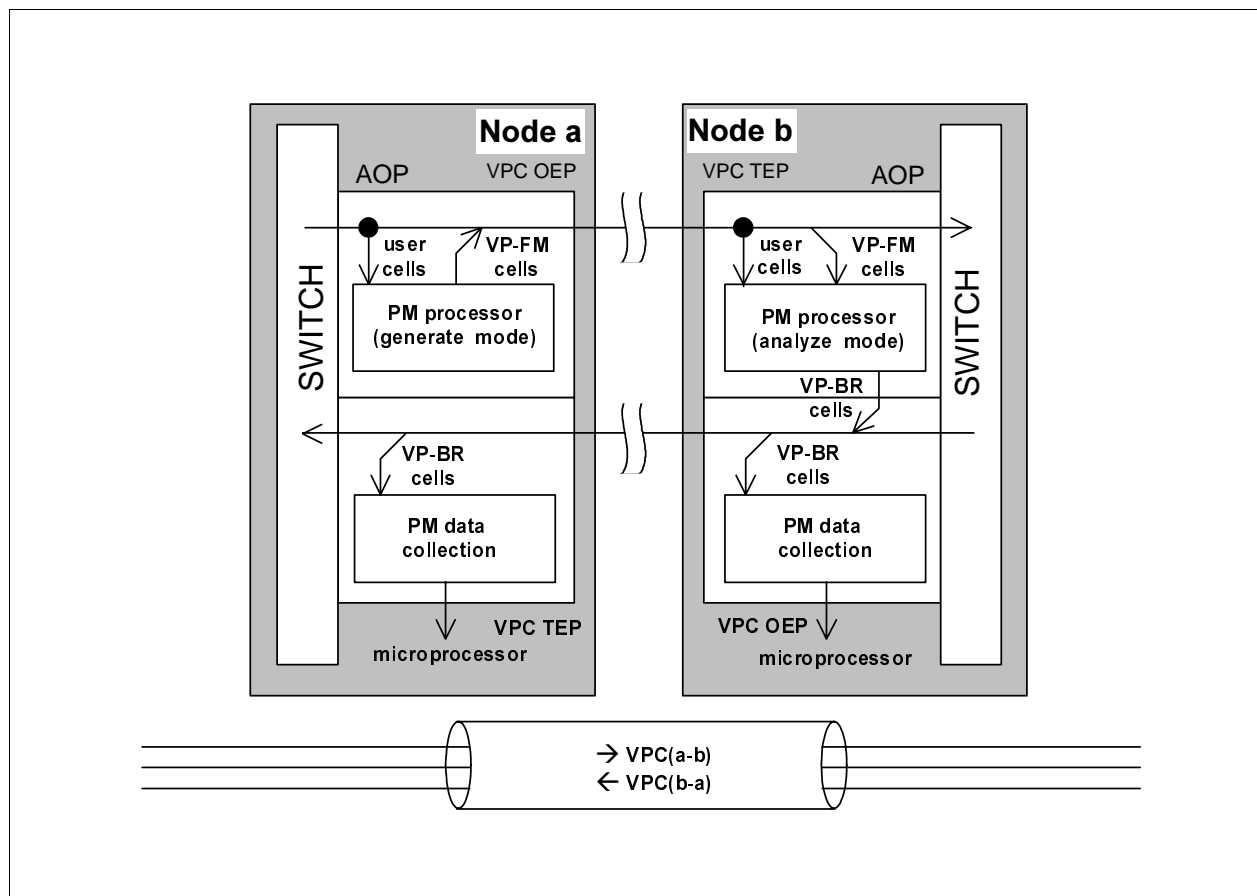 Node a
Node b
AOP
VPC OEP
VPC TEP
AOP
SWITCH
user
cells
VP-FM
cells
PM processor
(generate mode)
user
cells
VP-FM
cells
PM processor
(analyze mode)
SWITCH
VP-BR
cells
VP-BR
cells
PM data
collection
VP-BR
cells
PM data
collection
VPC TEP
microprocessor
VPC OEP
microprocessor
→ VPC(a-b)
← VPC(b-a)